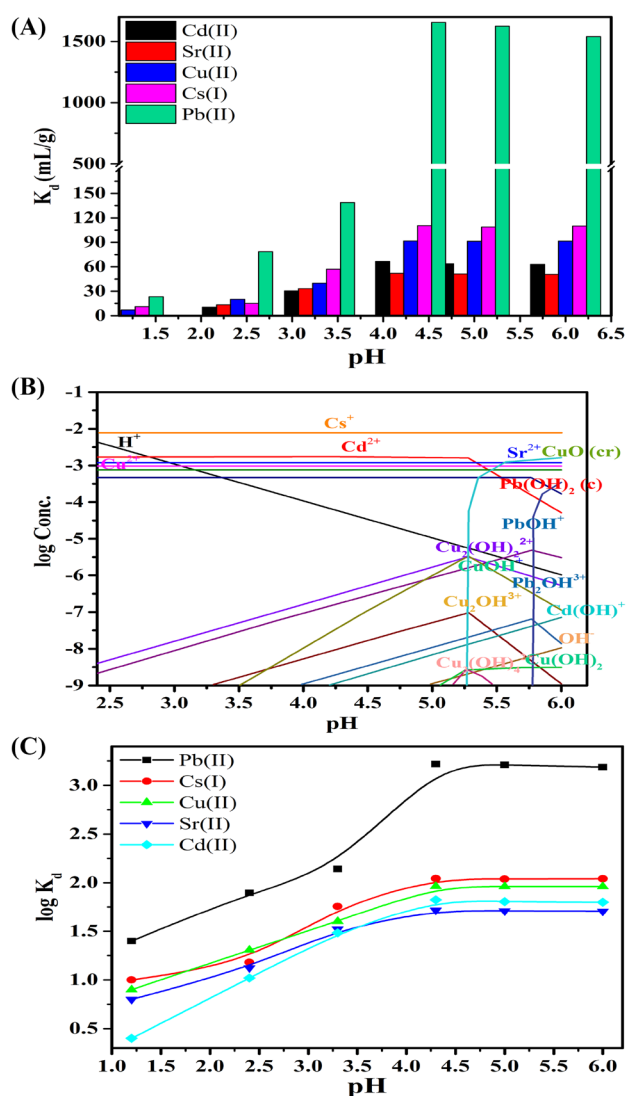 (A)
Cd(II)
Sr(II)
Cu(II)
Cs(I)
Pb(II)
K_d (mL/g)
1500
1000
500
150
120
90
60
30
0
1.5 2.0 2.5 3.0 3.5 4.0 4.5 5.0 5.5 6.0 6.5
pH
(B)
log Conc.
-1
-2
-3
-4
-5
-6
-7
-8
-9
Cs⁺
H⁺
Cd²⁺
Cu²⁺
Sr²⁺ CuO (cr)
Pb(OH)₂ (c)
PbOH⁺
Cu₂(OH)₂²⁺
CuOH⁺
Pb₂OH³⁺
Cu₂OH³⁺
Cd(OH)⁺
OH⁻
Cu(OH)₂
2.5 3.0 3.5 4.0 4.5 5.0 5.5 6.0
pH
(C)
Pb(II)
Cs(I)
Cu(II)
Sr(II)
Cd(II)
log K_d
3.0
2.5
2.0
1.5
1.0
0.5
1.0 1.5 2.0 2.5 3.0 3.5 4.0 4.5 5.0 5.5 6.0
pH